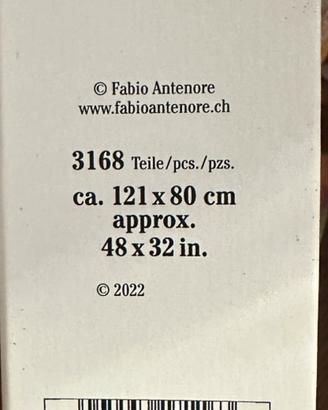 © Fabio Antenore
www.fabioantenore.ch
3168 Teile/pcs./pzs.
ca. 121 x 80 cm
approx.
48 x 32 in.
© 2022